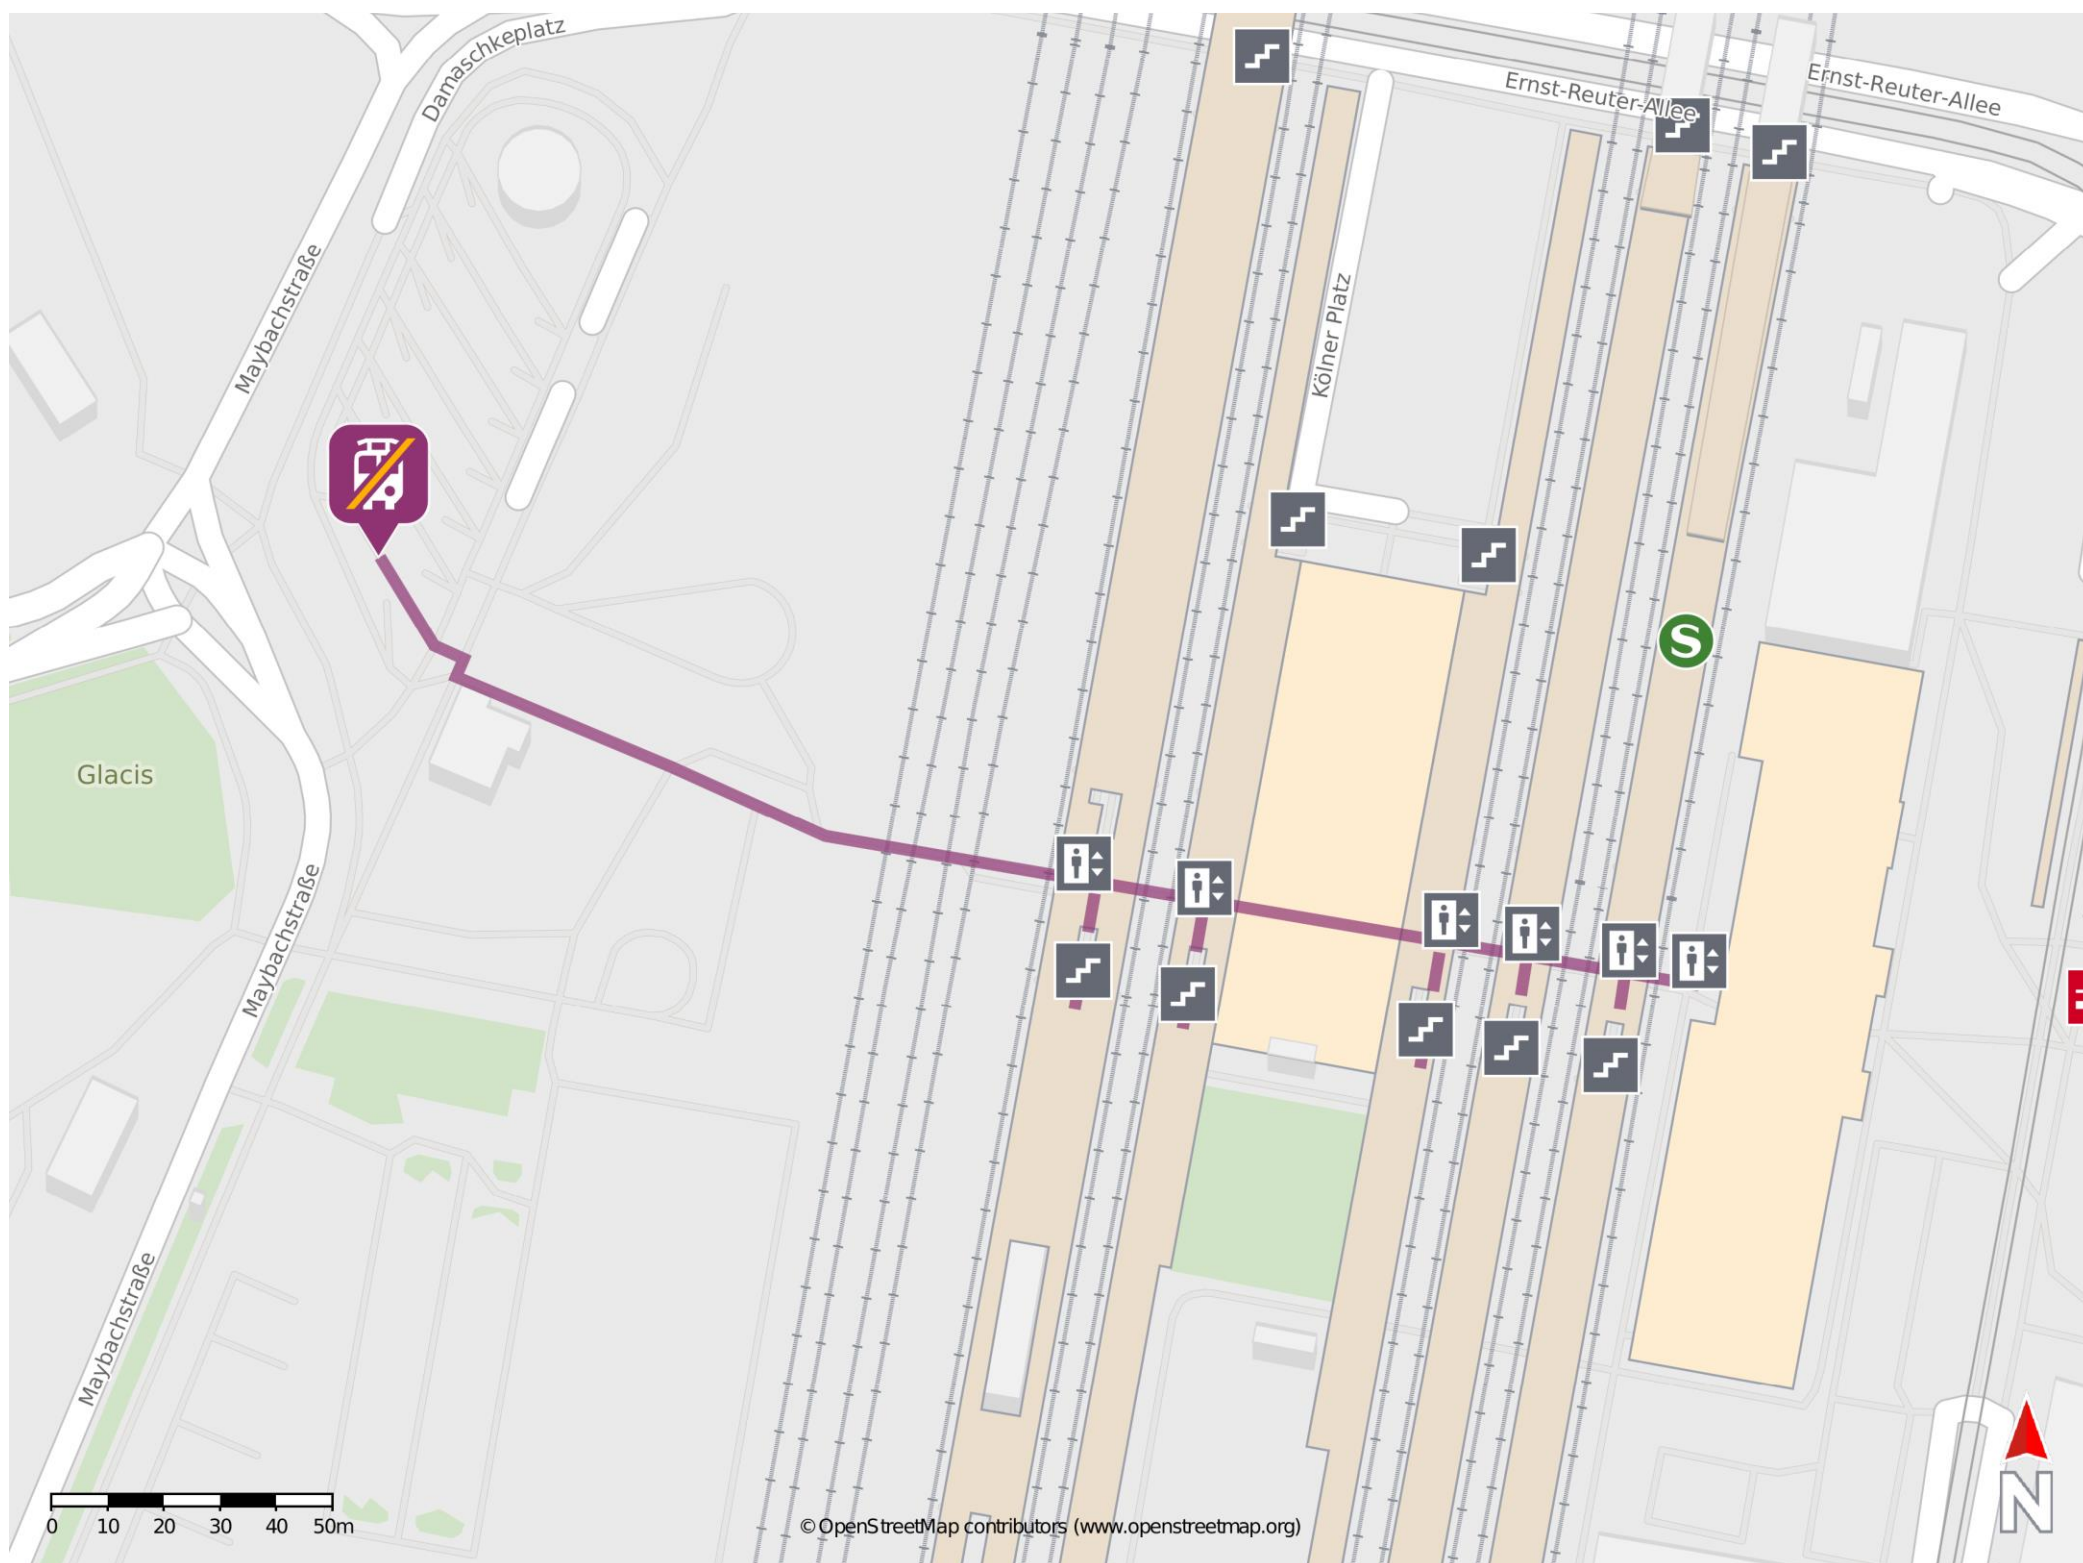 Damaschkeplatz
Ernst-Reuter-Allee
Ernst-Reuter-Allee
Maybachstraße
Kölner Platz
S
Glacis
Maybachstraße
Maybachstraße
N
0 10 20 30 40 50m
© OpenStreetMap contributors (www.openstreetmap.org)